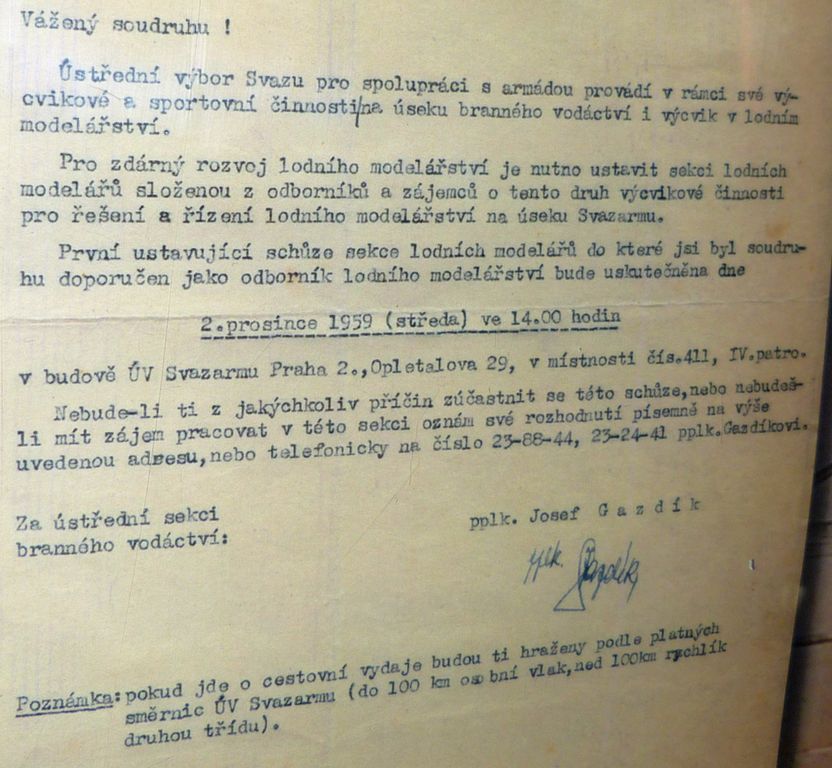 Vážený soudruhu !
Ústřední výbor Svazu pro spolupráci s armádou provádí v rámci své vý-
cvikové a sportovní činnosti/na úseku branného vodáctví i výcvik v lodním
modelářství.
Pro zdárný rozvoj lodního modelářství je nutno ustavit sekci lodních
modelářů složenou z odborníků a zájemců o tento druh výcvikové činnosti
pro řešení a řízení lodního modelářství na úseku Svazarmu.
První ustavující schůze sekce lodních modelářů do které jsi byl soudru-
hu doporučen jako odborník lodního modelářství bude uskutečněna dne
2.prosince 1959 (středa) ve 14.00 hodin
v budově ÚV Svazarmu Praha 2.,Opletalova 29, v místnosti čís.411, IV.patro.
Nebude-li ti z jakýchkoliv příčin zúčastnit se této schůze,nebo nebudeš-
li mít zájem pracovat v této sekci oznám své rozhodnutí písemně na výše
uvedenou adresu,nebo telefonicky na číslo 23-88-44, 23-24-41 pplk.Gazdíkovi.
Za ústřední sekci
branného vodáctví:
pplk. Josef G a z d í k
pplk. Gazdík
Poznámka:pokud jde o cestovní vydaje budou ti hraženy podle platných
směrnic ÚV Svazarmu (do 100 km osobní vlak,ned 100km rychlík
druhou třídu).